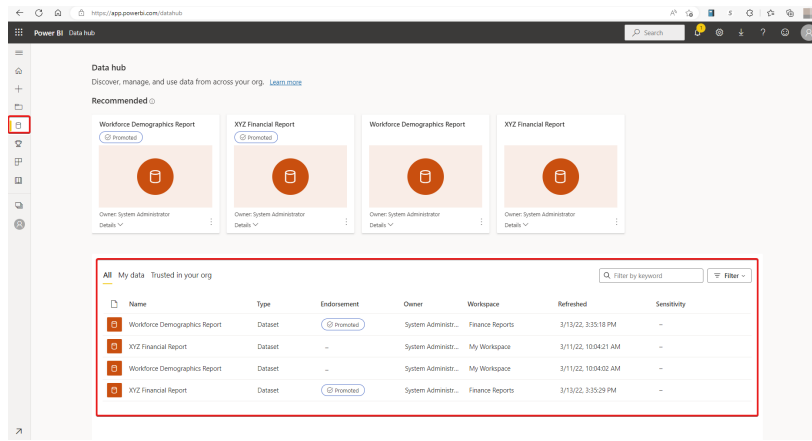 https://app.powerbi.com/datahub
Power BI Data hub
Search
1
Data hub
Discover, manage, and use data from across your org. Learn more
Recommended
Workforce Demographics Report
Promoted
Owner: System Administrator
Details
XYZ Financial Report
Promoted
Owner: System Administrator
Details
Workforce Demographics Report
Owner: System Administrator
Details
XYZ Financial Report
Owner: System Administrator
Details
All My data Trusted in your org
Filter by keyword
Filter
Name Type Endorsement Owner Workspace Refreshed Sensitivity
Workforce Demographics Report Dataset Promoted System Administr... Finance Reports 3/13/22, 3:35:18 PM –
XYZ Financial Report Dataset – System Administr... My Workspace 3/11/22, 10:04:21 AM –
Workforce Demographics Report Dataset – System Administr... My Workspace 3/11/22, 10:04:02 AM –
XYZ Financial Report Dataset Promoted System Administr... Finance Reports 3/13/22, 3:35:29 PM –